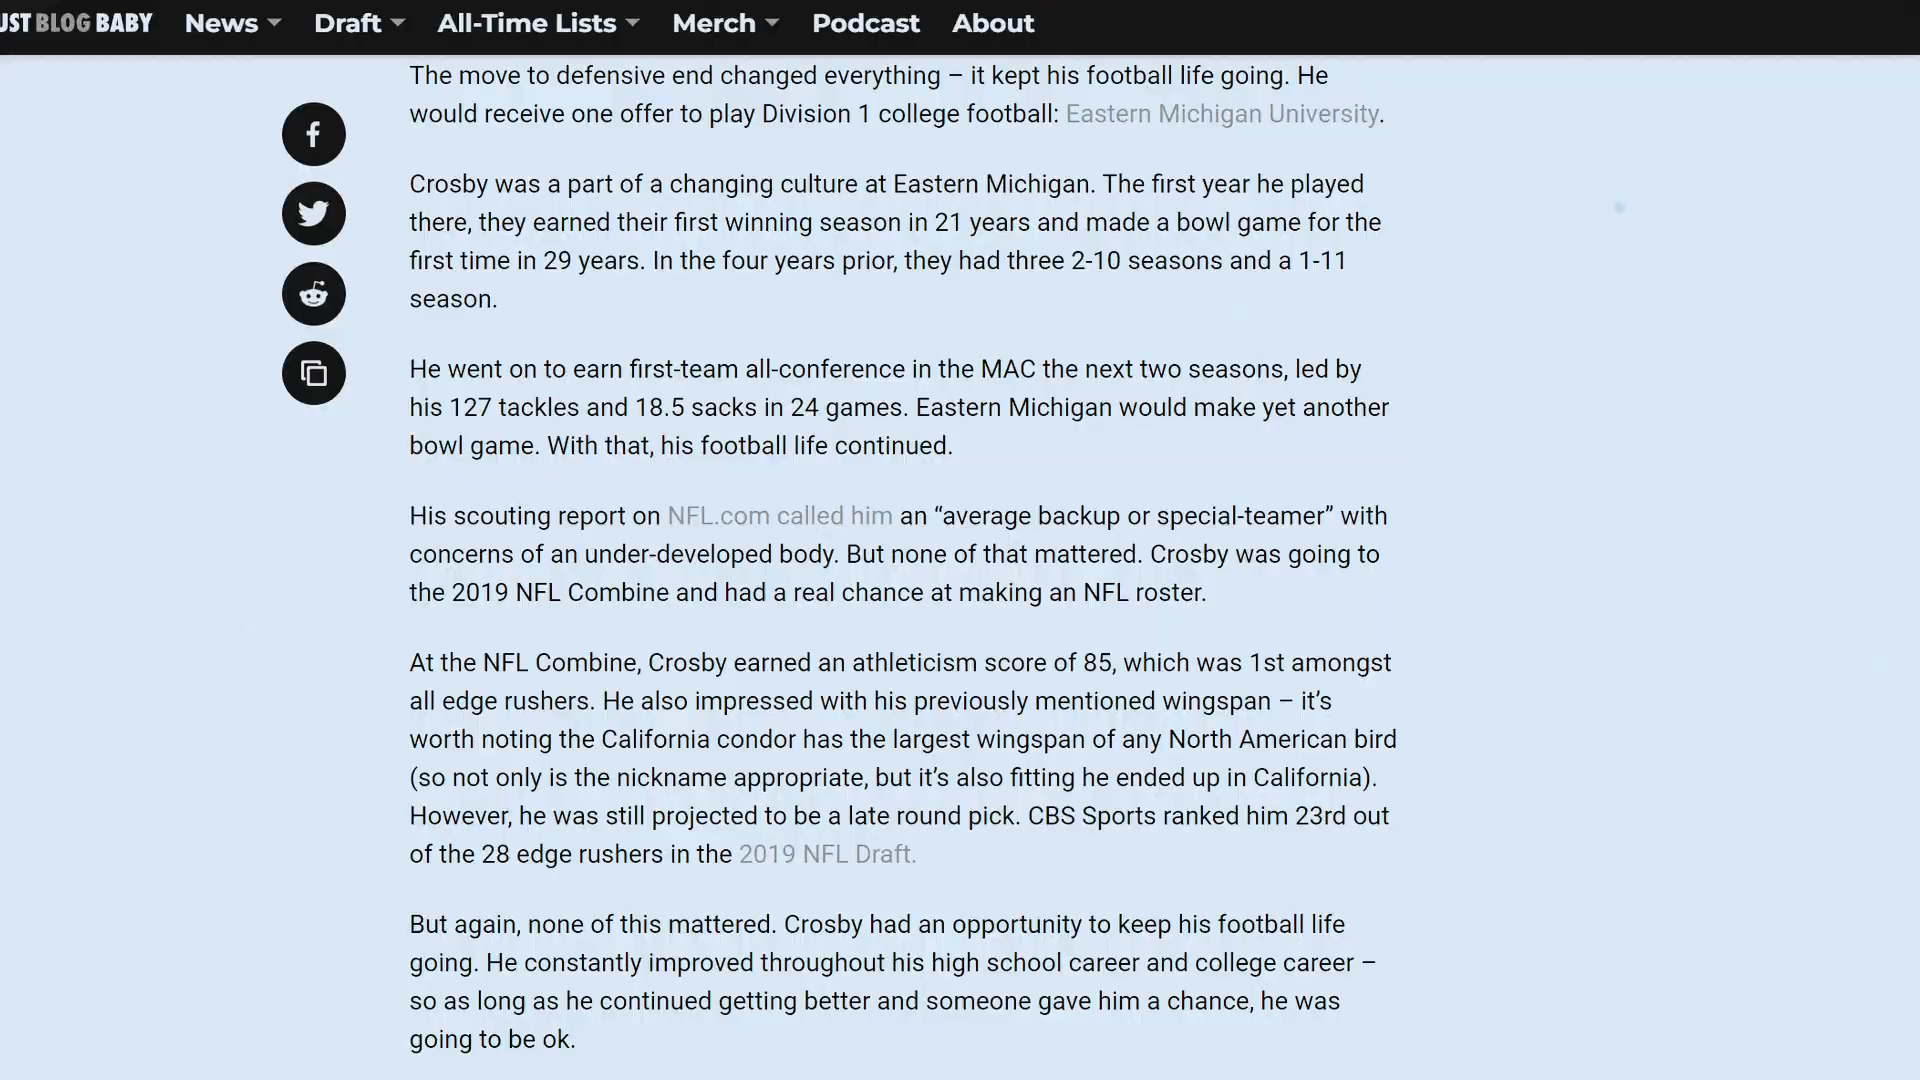 UST BLOG BABY News Draft All-Time Lists Merch Podcast About
The move to defensive end changed everything – it kept his football life going. He
would receive one offer to play Division 1 college football: Eastern Michigan University.
Crosby was a part of a changing culture at Eastern Michigan. The first year he played
there, they earned their first winning season in 21 years and made a bowl game for the
first time in 29 years. In the four years prior, they had three 2-10 seasons and a 1-11
season.
He went on to earn first-team all-conference in the MAC the next two seasons, led by
his 127 tackles and 18.5 sacks in 24 games. Eastern Michigan would make yet another
bowl game. With that, his football life continued.
His scouting report on NFL.com called him an “average backup or special-teamer” with
concerns of an under-developed body. But none of that mattered. Crosby was going to
the 2019 NFL Combine and had a real chance at making an NFL roster.
At the NFL Combine, Crosby earned an athleticism score of 85, which was 1st amongst
all edge rushers. He also impressed with his previously mentioned wingspan – it’s
worth noting the California condor has the largest wingspan of any North American bird
(so not only is the nickname appropriate, but it’s also fitting he ended up in California).
However, he was still projected to be a late round pick. CBS Sports ranked him 23rd out
of the 28 edge rushers in the 2019 NFL Draft.
But again, none of this mattered. Crosby had an opportunity to keep his football life
going. He constantly improved throughout his high school career and college career –
so as long as he continued getting better and someone gave him a chance, he was
going to be ok.